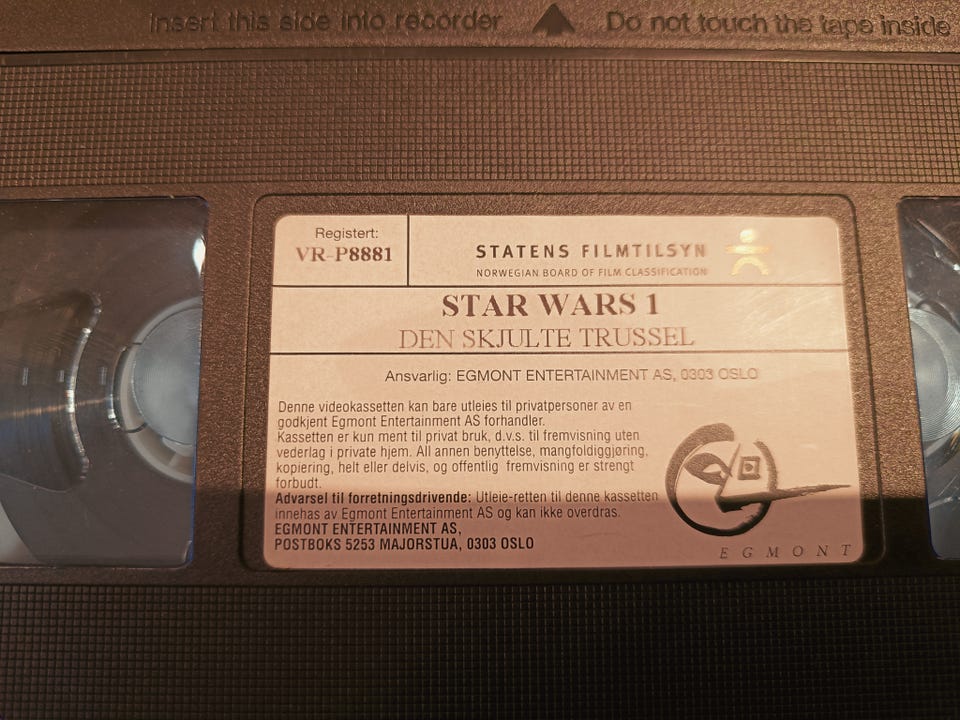 Insert this side into recorder
Do not touch the tape inside
Registert:
VR-P8881
STATENS FILMTILSYN
NORWEGIAN BOARD OF FILM CLASSIFICATION
STAR WARS 1
DEN SKJULTE TRUSSEL
Ansvarlig: EGMONT ENTERTAINMENT AS, 0303 OSLO
Denne videokassetten kan bare utleies til privatpersoner av en
godkjent Egmont Entertainment AS forhandler.
Kassetten er kun ment til privat bruk, d.v.s. til fremvisning uten
vederlag i private hjem. All annen benyttelse, mangfoldiggjøring,
kopiering, helt eller delvis, og offentlig fremvisning er strengt
forbudt.
Advarsel til forretningsdrivende: Utleie-retten til denne kassetten
innehas av Egmont Entertainment AS og kan ikke overdras.
EGMONT ENTERTAINMENT AS,
POSTBOKS 5253 MAJORSTUA, 0303 OSLO
EGMONT